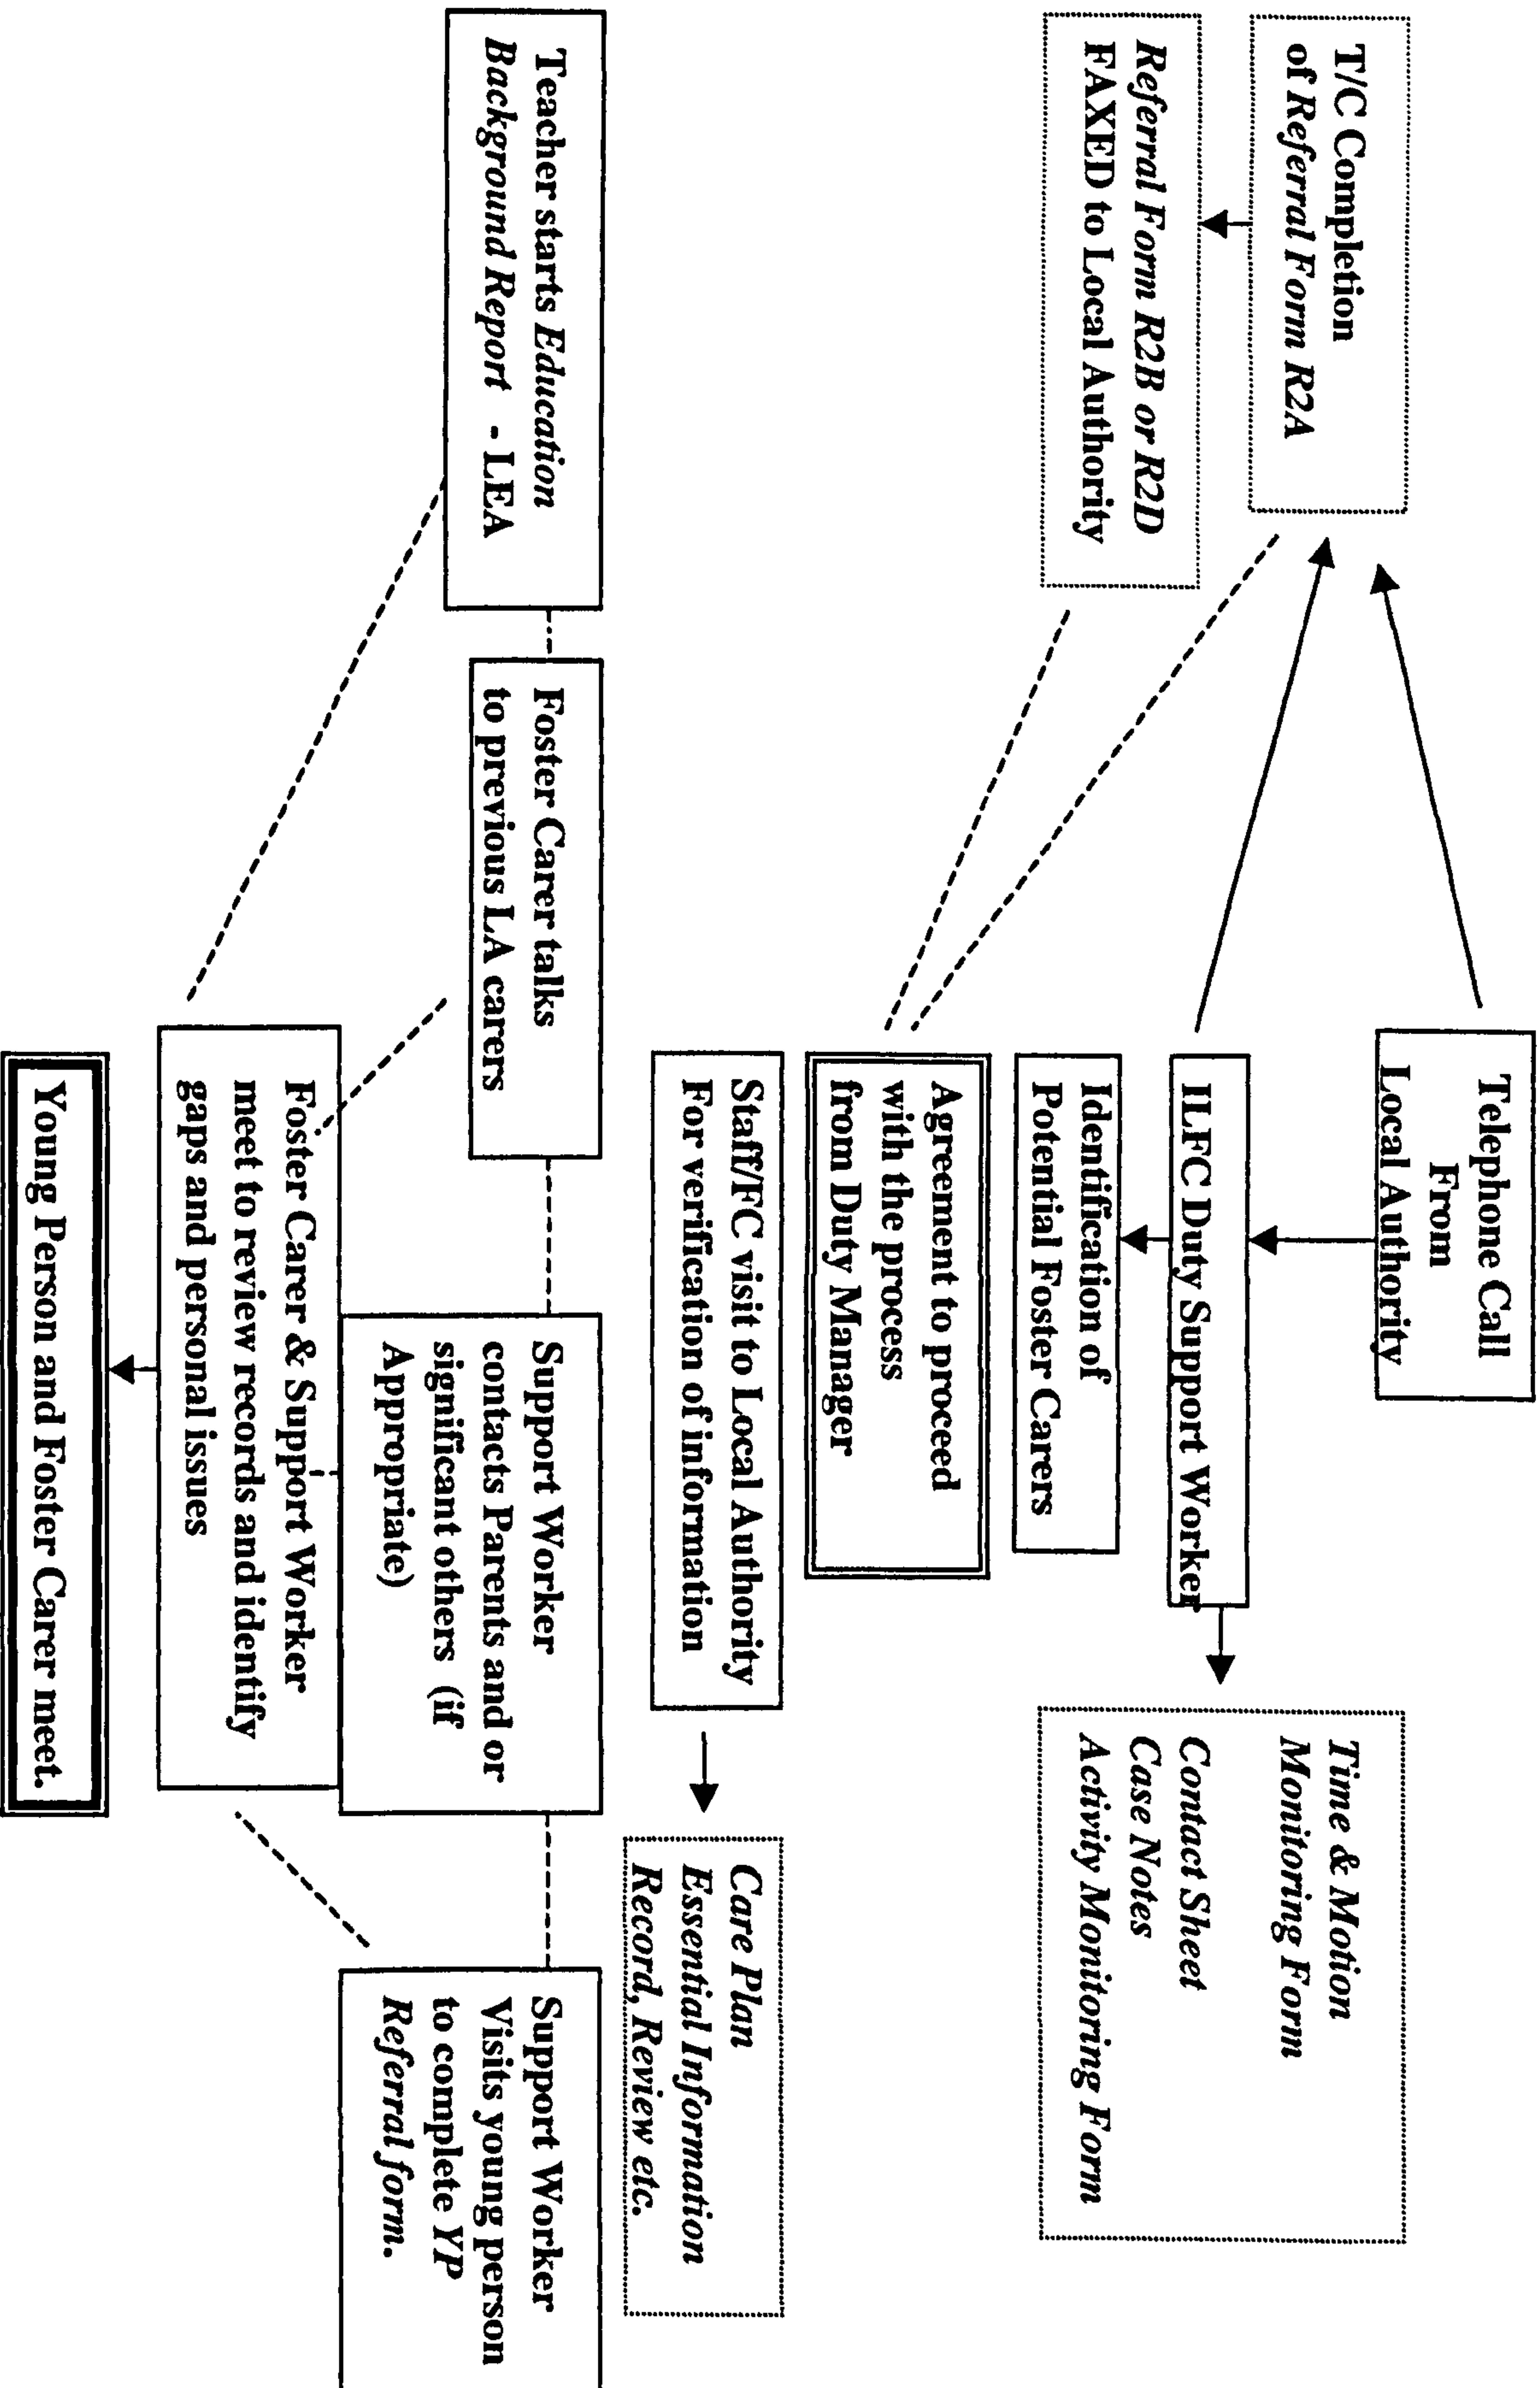 Telephone Call
From
Local Authority
T/C Completion
of Referral Form R2A
ILFC Duty Support Worker
Time & Motion
Monitoring Form
Contact Sheet
Case Notes
Activity Monitoring Form
Referral Form R2B or R2D
FAXED to Local Authority
Identification of
Potential Foster Carers
Agreement to proceed
with the process
from Duty Manager
Staff/FC visit to Local Authority
For verification of information
Care Plan
Essential Information
Record, Review etc.
Teacher starts Education
Background Report - LEA
Foster Carer talks
to previous LA carers
Support Worker
contacts Parents and or
significant others (if
Appropriate)
Support Worker
Visits young person
to complete YP
Referral form.
Foster Carer & Support Worker
meet to review records and identify
gaps and personal issues
Young Person and Foster Carer meet.